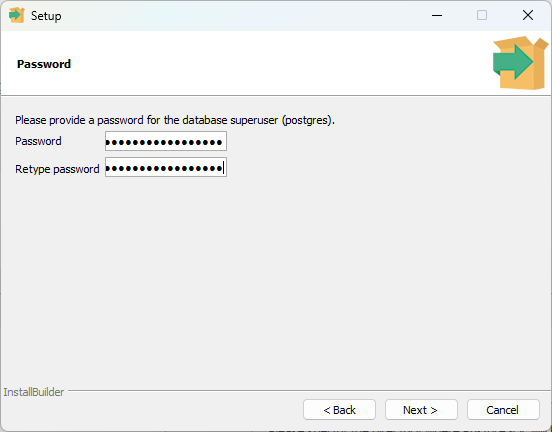 Setup
Password
Please provide a password for the database superuser (postgres).
Password ●●●●●●●●●●●●●●●●●
Retype password ●●●●●●●●●●●●●●●●●
InstallBuilder
< Back Next > Cancel